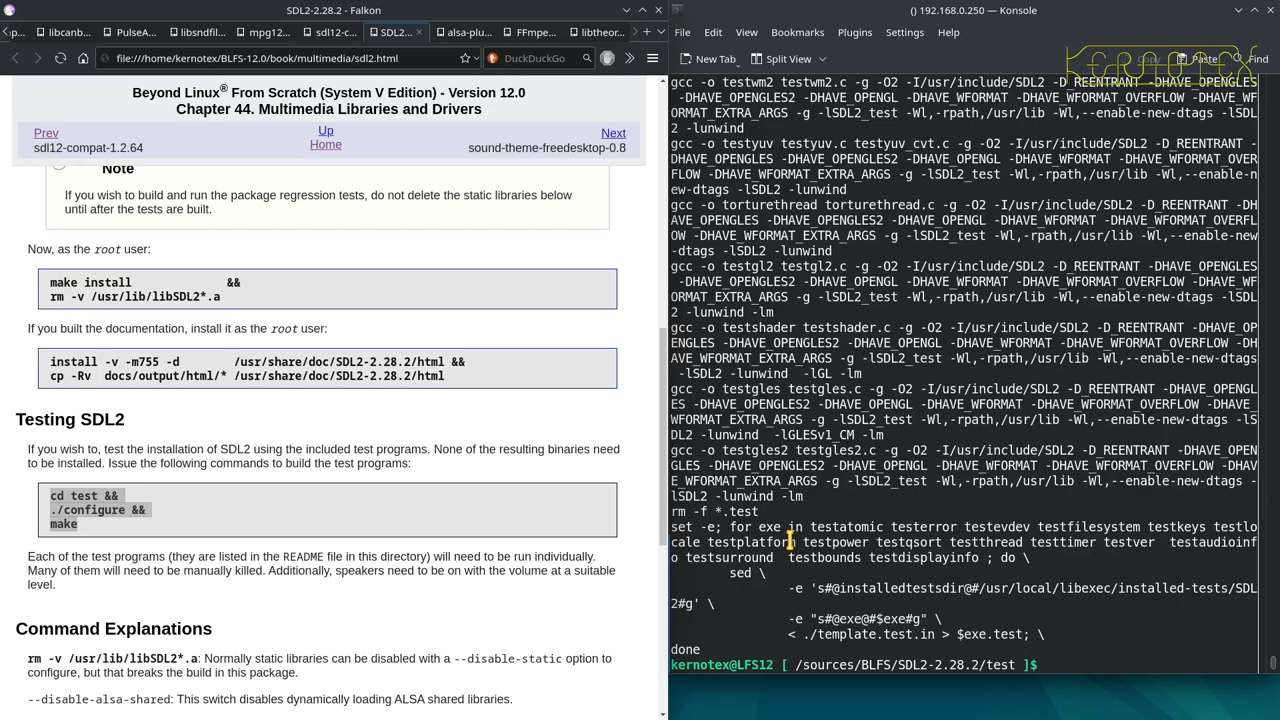 SDL2-2.28.2 / - Falkon
...p...
libcanb...
PulseA...
libsndfil...
mpg12...
sdl12-c...
SDL2...
alsa-plu...
FFmpe...
libtheor...
file:///home/kernotex/BLFS-12.0/book/multimedia/sdl2.html
DuckDuckGo
Beyond Linux® From Scratch (System V Edition) - Version 12.0
Chapter 44. Multimedia Libraries and Drivers
Prev
Up
Next
sdl12-compat-1.2.64
Home
sound-theme-freedesktop-0.8
Note
If you wish to build and run the package regression tests, do not delete the static libraries below
until after the tests are built.
Now, as the root user:
make install &&
rm -v /usr/lib/libSDL2*.a
If you built the documentation, install it as the root user:
install -v -m755 -d /usr/share/doc/SDL2-2.28.2/html &&
cp -Rv docs/output/html/* /usr/share/doc/SDL2-2.28.2/html
Testing SDL2
If you wish to, test the installation of SDL2 using the included test programs. None of the resulting binaries need
to be installed. Issue the following commands to build the test programs:
cd test &&
./configure &&
make
Each of the test programs (they are listed in the README file in this directory) will need to be run individually.
Many of them will need to be manually killed. Additionally, speakers need to be on with the volume at a suitable
level.
Command Explanations
rm -v /usr/lib/libSDL2*.a: Normally static libraries can be disabled with a --disable-static option to
configure, but that breaks the build in this package.
--disable-alsa-shared: This switch disables dynamically loading ALSA shared libraries.
() 192.168.0.250 — Konsole
File Edit View Bookmarks Plugins Settings Help
New Tab Split View Copy Paste Find
KERNOTEX
gcc -o testwm2 testwm2.c -g -O2 -I/usr/include/SDL2 -D_REENTRANT -DHAVE_OPENGLES
-DHAVE_OPENGLES2 -DHAVE_OPENGL -DHAVE_WFORMAT -DHAVE_WFORMAT_OVERFLOW -DHAVE_WF
ORMAT_EXTRA_ARGS -g -lSDL2_test -Wl,-rpath,/usr/lib -Wl,--enable-new-dtags -lSDL
2 -lunwind
gcc -o testyuv testyuv.c testyuv_cvt.c -g -O2 -I/usr/include/SDL2 -D_REENTRANT -
DHAVE_OPENGLES -DHAVE_OPENGLES2 -DHAVE_OPENGL -DHAVE_WFORMAT -DHAVE_WFORMAT_OVER
FLOW -DHAVE_WFORMAT_EXTRA_ARGS -g -lSDL2_test -Wl,-rpath,/usr/lib -Wl,--enable-n
ew-dtags -lSDL2 -lunwind
gcc -o torturethread torturethread.c -g -O2 -I/usr/include/SDL2 -D_REENTRANT -DH
AVE_OPENGLES -DHAVE_OPENGLES2 -DHAVE_OPENGL -DHAVE_WFORMAT -DHAVE_WFORMAT_OVERFL
OW -DHAVE_WFORMAT_EXTRA_ARGS -g -lSDL2_test -Wl,-rpath,/usr/lib -Wl,--enable-new
-dtags -lSDL2 -lunwind
gcc -o testgl2 testgl2.c -g -O2 -I/usr/include/SDL2 -D_REENTRANT -DHAVE_OPENGLES
-DHAVE_OPENGLES2 -DHAVE_OPENGL -DHAVE_WFORMAT -DHAVE_WFORMAT_OVERFLOW -DHAVE_WF
ORMAT_EXTRA_ARGS -g -lSDL2_test -Wl,-rpath,/usr/lib -Wl,--enable-new-dtags -lSDL
2 -lunwind -lm
gcc -o testshader testshader.c -g -O2 -I/usr/include/SDL2 -D_REENTRANT -DHAVE_OP
ENGLES -DHAVE_OPENGLES2 -DHAVE_OPENGL -DHAVE_WFORMAT -DHAVE_WFORMAT_OVERFLOW -DH
AVE_WFORMAT_EXTRA_ARGS -g -lSDL2_test -Wl,-rpath,/usr/lib -Wl,--enable-new-dtags
-lSDL2 -lunwind -lGL -lm
gcc -o testgles testgles.c -g -O2 -I/usr/include/SDL2 -D_REENTRANT -DHAVE_OPENGL
ES -DHAVE_OPENGLES2 -DHAVE_OPENGL -DHAVE_WFORMAT -DHAVE_WFORMAT_OVERFLOW -DHAVE_
WFORMAT_EXTRA_ARGS -g -lSDL2_test -Wl,-rpath,/usr/lib -Wl,--enable-new-dtags -lS
DL2 -lunwind -lGLESv1_CM -lm
gcc -o testgles2 testgles2.c -g -O2 -I/usr/include/SDL2 -D_REENTRANT -DHAVE_OPEN
GLES -DHAVE_OPENGLES2 -DHAVE_OPENGL -DHAVE_WFORMAT -DHAVE_WFORMAT_OVERFLOW -DHAV
E_WFORMAT_EXTRA_ARGS -g -lSDL2_test -Wl,-rpath,/usr/lib -Wl,--enable-new-dtags -
lSDL2 -lunwind -lm
rm -f *.test
set -e; for exe in testatomic testerror testevdev testfilesystem testkeys testlo
cale testplatform testpower testqsort testthread testtimer testver testaudioinf
o testsurround testbounds testdisplayinfo ; do \
sed \
-e 's#@installedtestsdir@#/usr/local/libexec/installed-tests/SDL
2#g' \
-e "s#@exe@#$exe#g" \
< ./template.test.in > $exe.test; \
done
kernotex@LFS12 [ /sources/BLFS/SDL2-2.28.2/test ]$